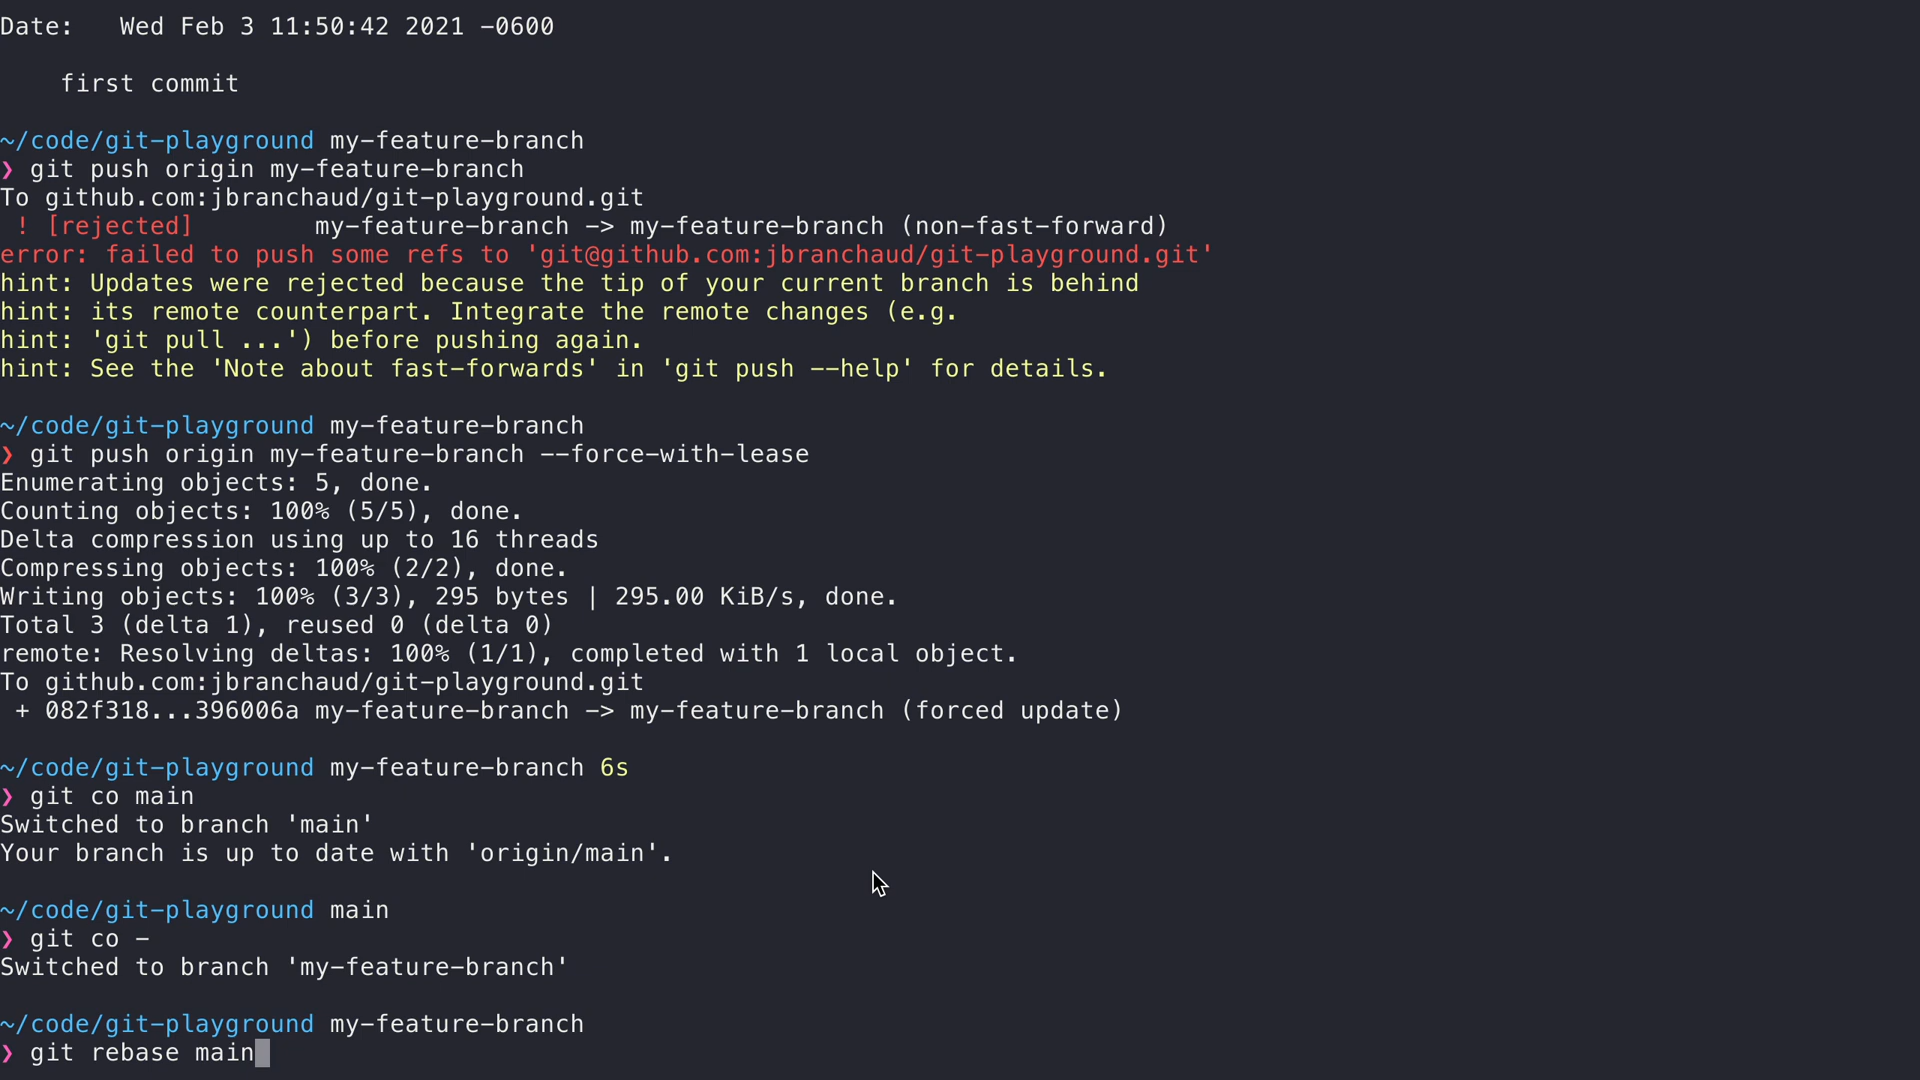 Date:   Wed Feb 3 11:50:42 2021 -0600
    first commit
~/code/git-playground my-feature-branch
❯ git push origin my-feature-branch
To github.com:jbranchaud/git-playground.git
 ! [rejected]        my-feature-branch -> my-feature-branch (non-fast-forward)
error: failed to push some refs to 'git@github.com:jbranchaud/git-playground.git'
hint: Updates were rejected because the tip of your current branch is behind
hint: its remote counterpart. Integrate the remote changes (e.g.
hint: 'git pull ...') before pushing again.
hint: See the 'Note about fast-forwards' in 'git push --help' for details.
~/code/git-playground my-feature-branch
❯ git push origin my-feature-branch --force-with-lease
Enumerating objects: 5, done.
Counting objects: 100% (5/5), done.
Delta compression using up to 16 threads
Compressing objects: 100% (2/2), done.
Writing objects: 100% (3/3), 295 bytes | 295.00 KiB/s, done.
Total 3 (delta 1), reused 0 (delta 0)
remote: Resolving deltas: 100% (1/1), completed with 1 local object.
To github.com:jbranchaud/git-playground.git
 + 082f318...396006a my-feature-branch -> my-feature-branch (forced update)
~/code/git-playground my-feature-branch 6s
❯ git co main
Switched to branch 'main'
Your branch is up to date with 'origin/main'.
~/code/git-playground main
❯ git co -
Switched to branch 'my-feature-branch'
~/code/git-playground my-feature-branch
❯ git rebase main